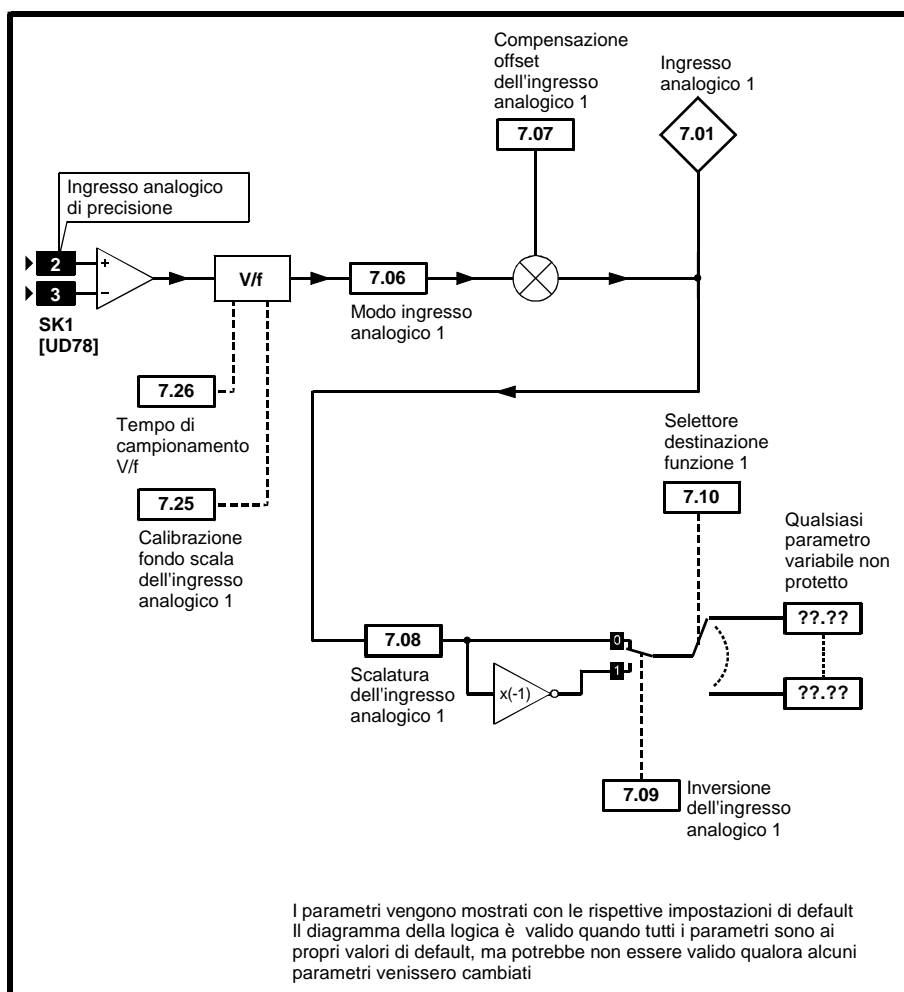 Compensazione
offset
dell'ingresso
analogico 1
7.07
Ingresso
analogico 1
7.01
Ingresso analogico
di precisione
2
3
+
−
SK1
[UD78]
V/f
7.06
Modo ingresso
analogico 1
7.26
Tempo di
campionamento
V/f
7.25
Calibrazione
fondo scala
dell'ingresso
analogico 1
Selettore
destinazione
funzione 1
7.10
Qualsiasi
parametro
variabile non
protetto
??.??
??.??
7.08
Scalatura
dell'ingresso
analogico 1
x(-1)
0
1
7.09
Inversione
dell'ingresso
analogico 1
I parametri vengono mostrati con le rispettive impostazioni di default
Il diagramma della logica è valido quando tutti i parametri sono ai
propri valori di default, ma potrebbe non essere valido qualora alcuni
parametri venissero cambiati